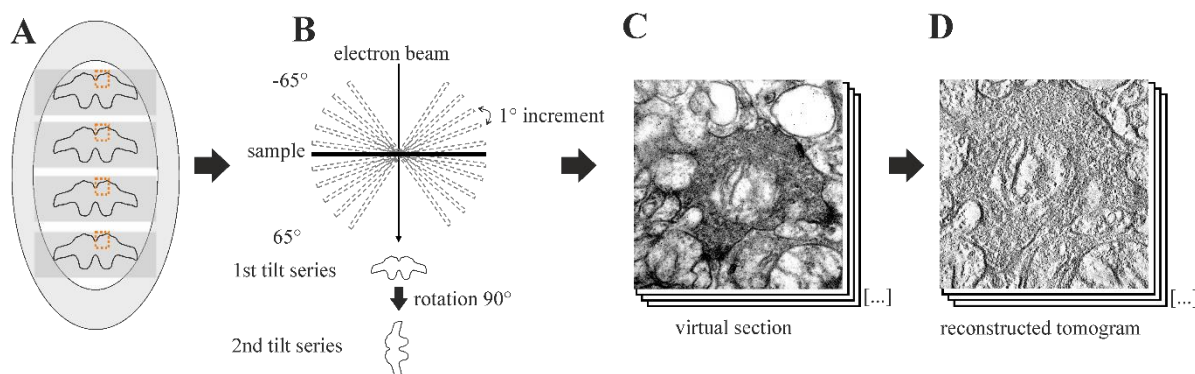 A
B
C
D
electron beam
-65°
1° increment
sample
65°
1st tilt series
rotation 90°
2nd tilt series
[...]
virtual section
[...]
reconstructed tomogram